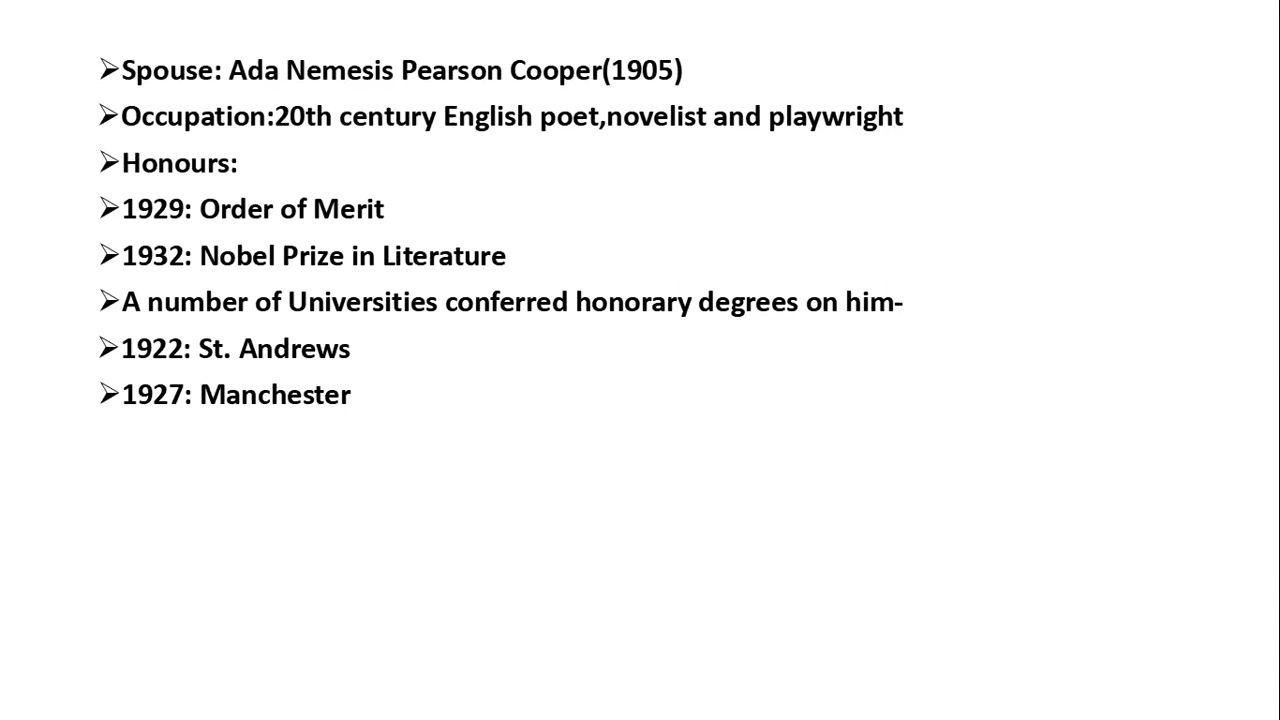 ➢Spouse: Ada Nemesis Pearson Cooper(1905)
➢Occupation:20th century English poet,novelist and playwright
➢Honours:
➢1929: Order of Merit
➢1932: Nobel Prize in Literature
➢A number of Universities conferred honorary degrees on him-
➢1922: St. Andrews
➢1927: Manchester